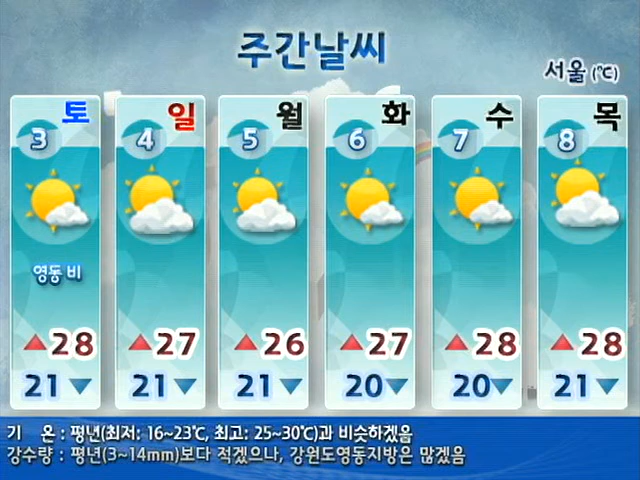 주간날씨
서울 (℃)
토 일 월 화 수 목
3 4 5 6 7 8
영동 비
▲28 ▲27 ▲26 ▲27 ▲28 ▲28
21▼ 21▼ 21▼ 20▼ 20▼ 21▼
기 온 : 평년(최저: 16~23℃, 최고: 25~30℃)과 비슷하겠음
강수량 : 평년(3~14mm)보다 적겠으나, 강원도영동지방은 많겠음